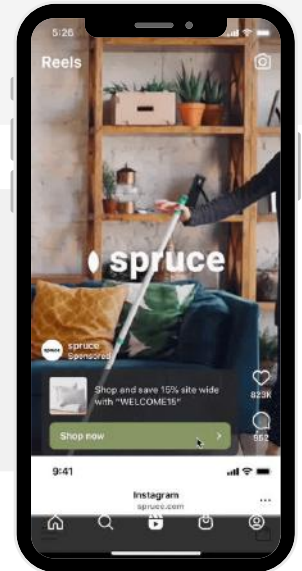 5:26
Reels
spruce
spruce
Sponsored
Shop and save 15% site wide
with "WELCOME15"
823K
Shop now
552
9:41
Instagram
spruce.com